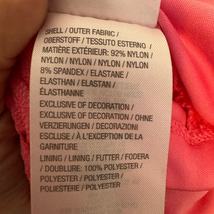 SHELL / OUTER FABRIC /
OBERSTOFF / TESSUTO ESTERNO /
MATIÈRE EXTÉRIEUR: 92% NYLON /
NYLON / NYLON / NYLON / NYLON
8% SPANDEX / ELASTANE /
ELASTHAN / ELASTAN /
ÉLASTHANNE
EXCLUSIVE OF DECORATION /
EXCLUSIVE OF DECORATION / OHNE
VERZIERUNGEN / DECORAZIONI
ESCLUSE / À L'EXCEPTION DE LA
GARNITURE
LINING / LINING / FUTTER / FODERA
/ DOUBLURE: 100% POLYESTER /
POLYESTER / POLYESTER /
POLIESTERE / POLYESTER